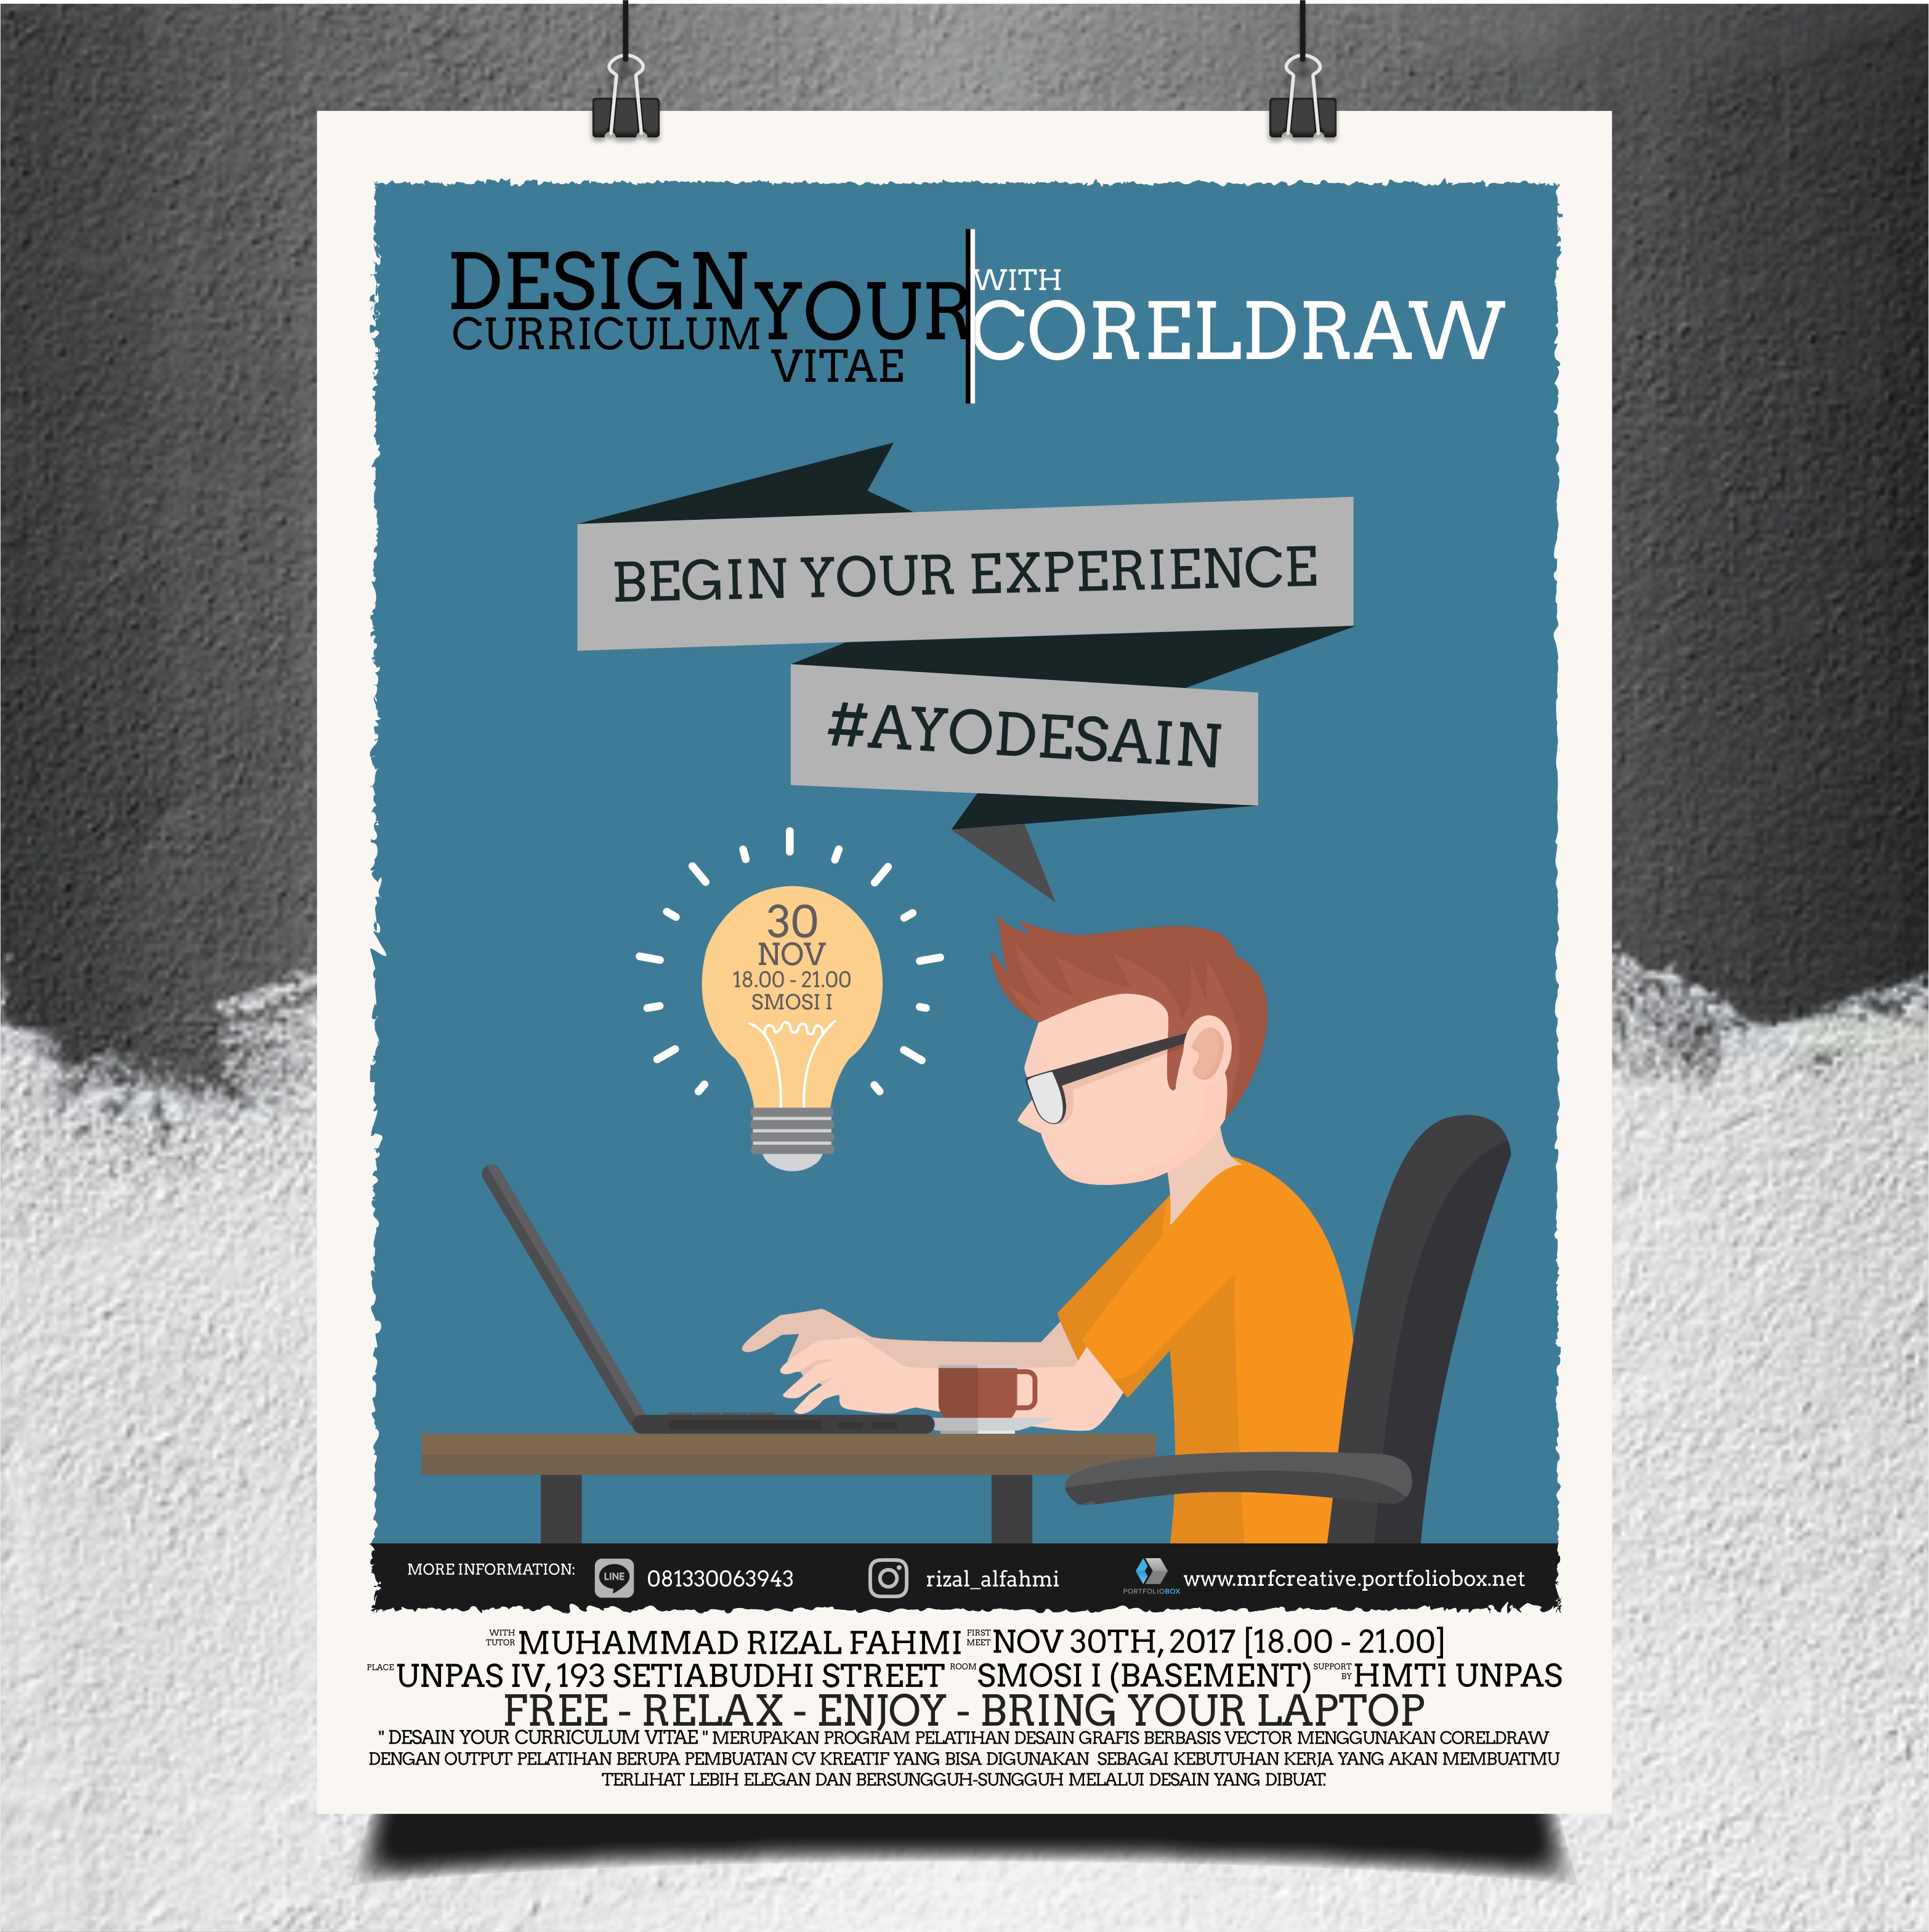 DESIGN YOUR
CURRICULUM VITAE
WITH
CORELDRAW
BEGIN YOUR EXPERIENCE
#AYODESAIN
30
NOV
18.00 - 21.00
SMOSI I
MORE INFORMATION: LINE 081330063943 rizal_alfahmi PORTFOLIOBOX www.mrfcreative.portfoliobox.net
WITH TUTOR MUHAMMAD RIZAL FAHMI FIRST MEET NOV 30TH, 2017 [18.00 - 21.00]
PLACE UNPAS IV, 193 SETIABUDHI STREET ROOM SMOSI I (BASEMENT) SUPPORT BY HMTI UNPAS
FREE - RELAX - ENJOY - BRING YOUR LAPTOP
" DESAIN YOUR CURRICULUM VITAE " MERUPAKAN PROGRAM PELATIHAN DESAIN GRAFIS BERBASIS VECTOR MENGGUNAKAN CORELDRAW
DENGAN OUTPUT PELATIHAN BERUPA PEMBUATAN CV KREATIF YANG BISA DIGUNAKAN SEBAGAI KEBUTUHAN KERJA YANG AKAN MEMBUATMU
TERLIHAT LEBIH ELEGAN DAN BERSUNGGUH-SUNGGUH MELALUI DESAIN YANG DIBUAT.